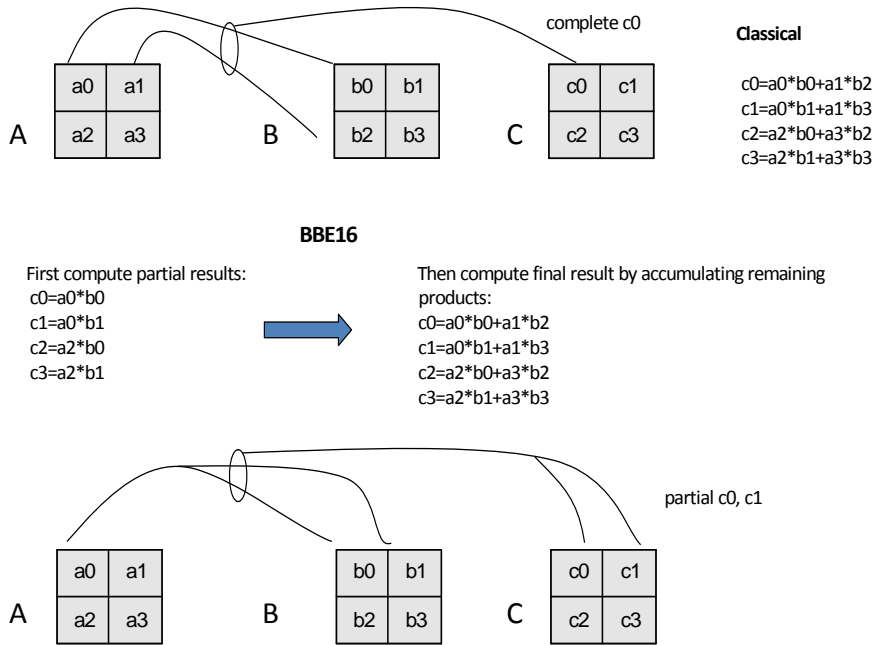 complete c0
Classical
a0 a1
a2 a3
A
b0 b1
b2 b3
B
c0 c1
c2 c3
C
c0=a0*b0+a1*b2
c1=a0*b1+a1*b3
c2=a2*b0+a3*b2
c3=a2*b1+a3*b3
BBE16
First compute partial results:
c0=a0*b0
c1=a0*b1
c2=a2*b0
c3=a2*b1
Then compute final result by accumulating remaining
products:
c0=a0*b0+a1*b2
c1=a0*b1+a1*b3
c2=a2*b0+a3*b2
c3=a2*b1+a3*b3
partial c0, c1
a0 a1
a2 a3
A
b0 b1
b2 b3
B
c0 c1
c2 c3
C